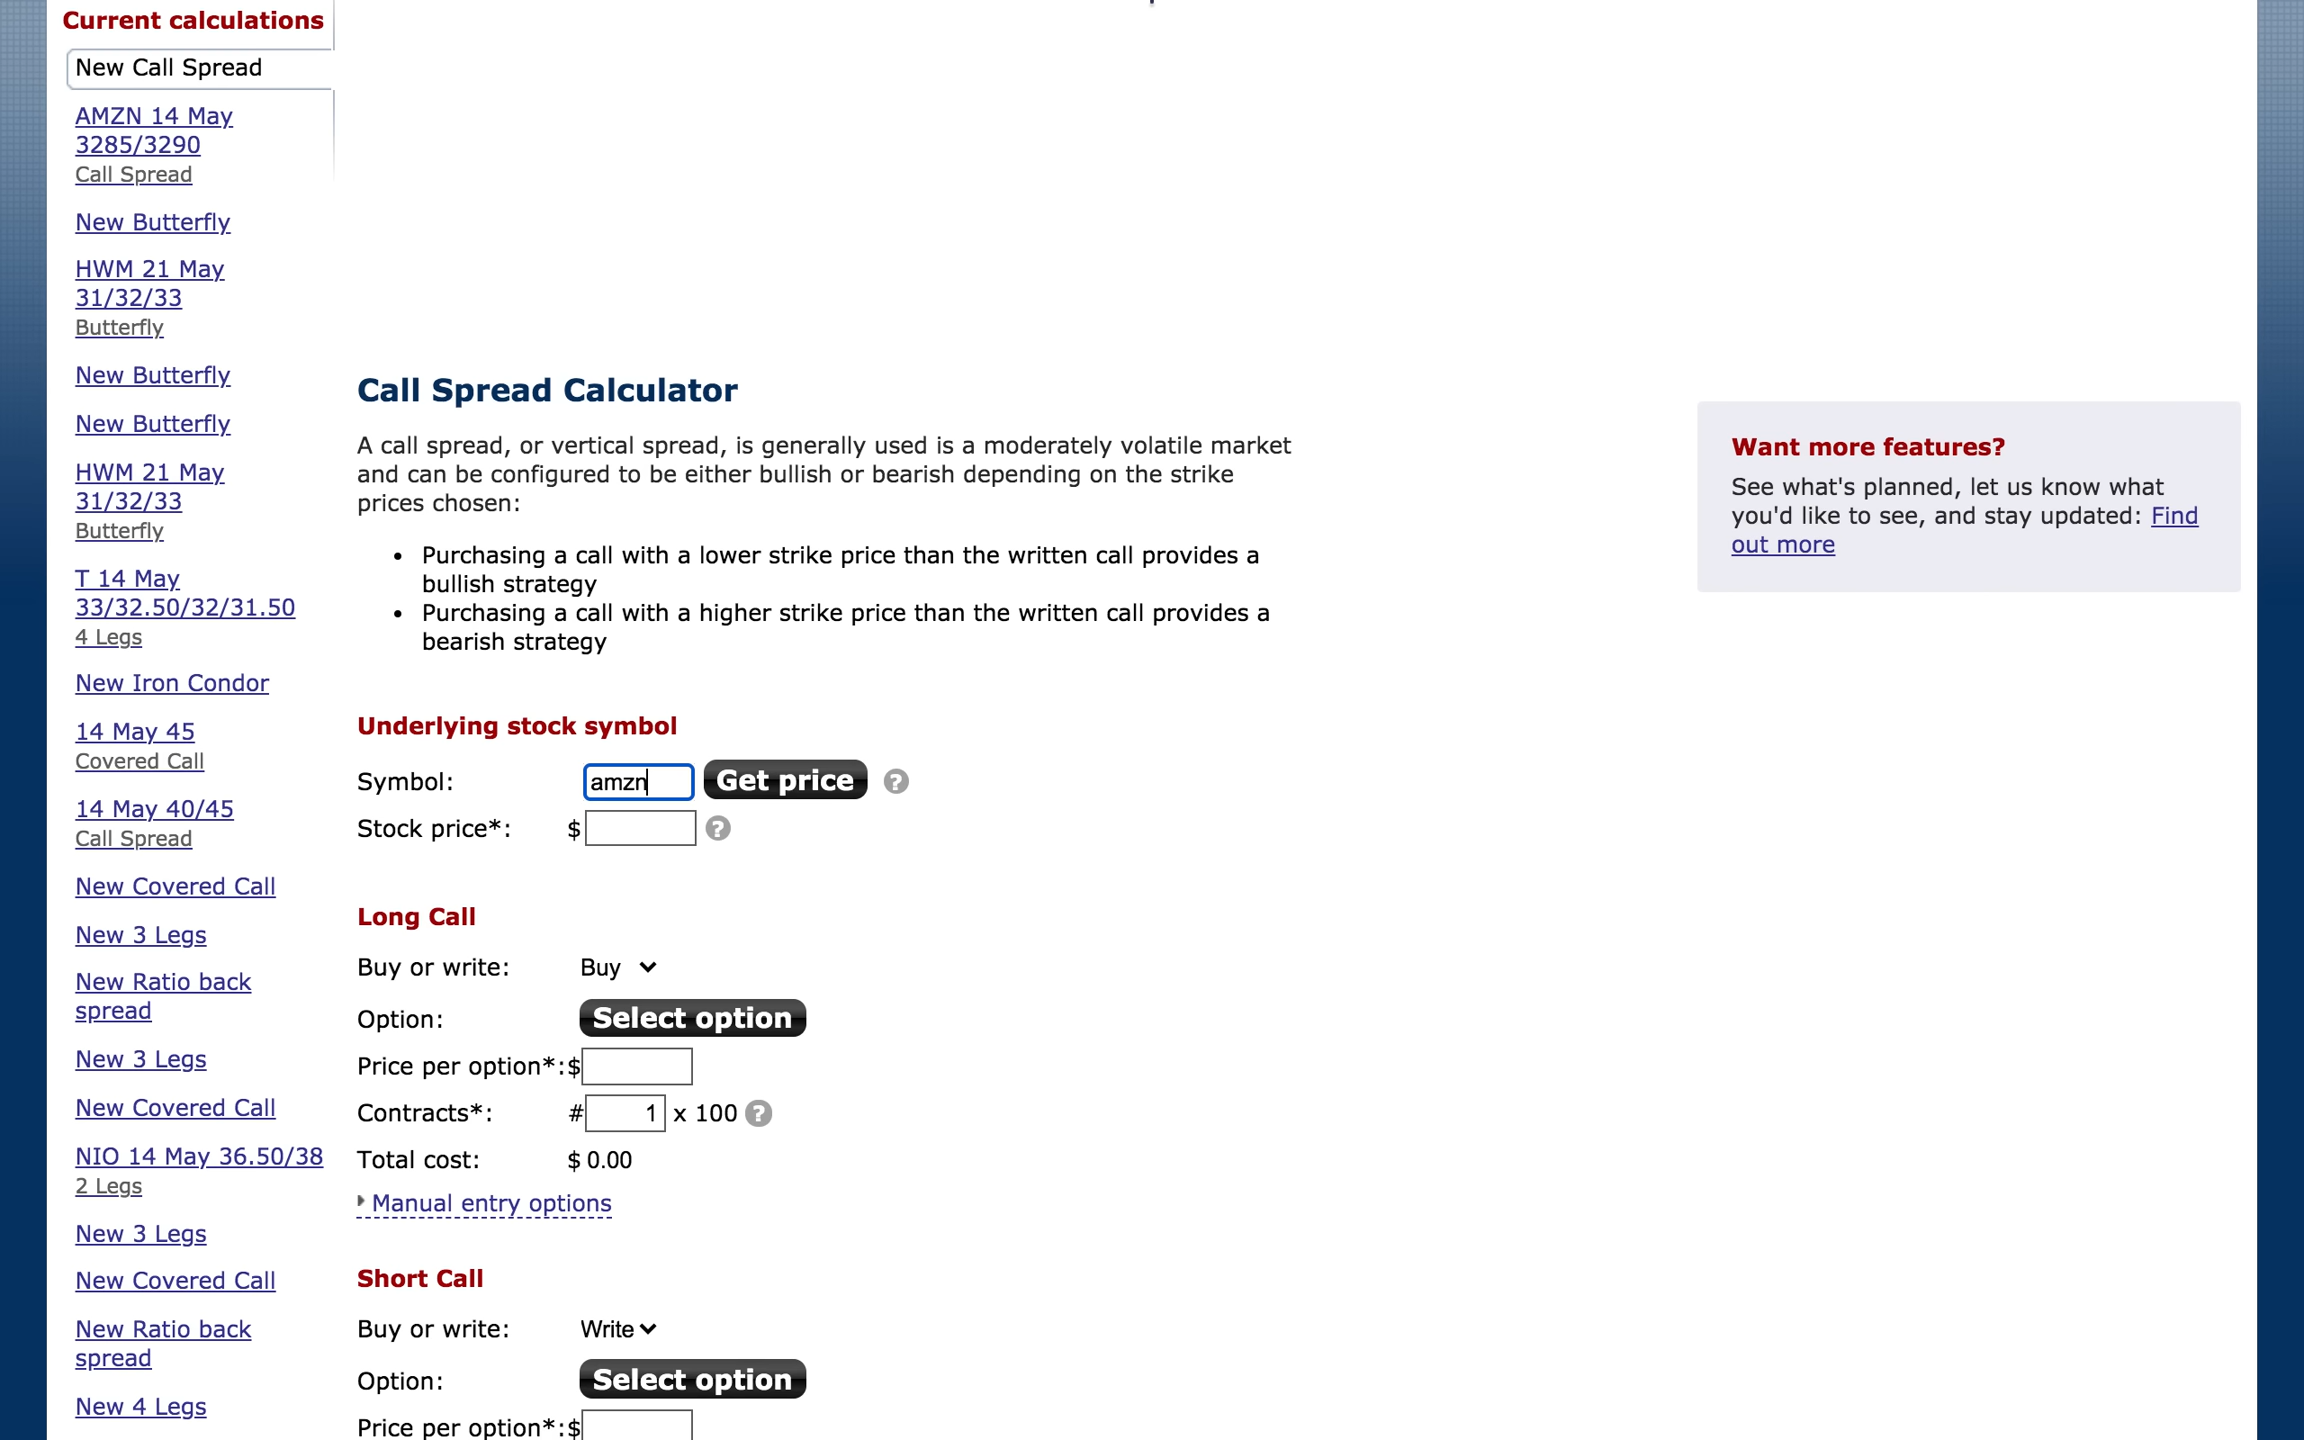 Current calculations
New Call Spread
AMZN 14 May
3285/3290
Call Spread
New Butterfly
HWM 21 May
31/32/33
Butterfly
New Butterfly
New Butterfly
HWM 21 May
31/32/33
Butterfly
T 14 May
33/32.50/32/31.50
4 Legs
New Iron Condor
14 May 45
Covered Call
14 May 40/45
Call Spread
New Covered Call
New 3 Legs
New Ratio back
spread
New 3 Legs
New Covered Call
NIO 14 May 36.50/38
2 Legs
New 3 Legs
New Covered Call
New Ratio back
spread
New 4 Legs
Call Spread Calculator
A call spread, or vertical spread, is generally used is a moderately volatile market
and can be configured to be either bullish or bearish depending on the strike
prices chosen:
• Purchasing a call with a lower strike price than the written call provides a
bullish strategy
• Purchasing a call with a higher strike price than the written call provides a
bearish strategy
Underlying stock symbol
Symbol: amzn Get price ?
Stock price*: $ ?
Long Call
Buy or write: Buy
Option: Select option
Price per option*:$
Contracts*: # 1 x 100 ?
Total cost: $ 0.00
Manual entry options
Short Call
Buy or write: Write
Option: Select option
Price per option*:$
Want more features?
See what's planned, let us know what
you'd like to see, and stay updated: Find
out more